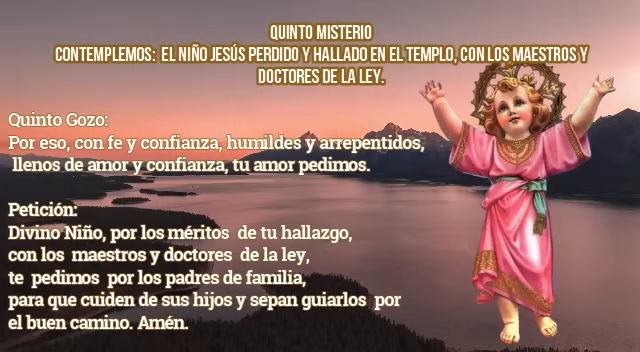 QUINTO MISTERIO
CONTEMPLEMOS: EL NIÑO JESÚS PERDIDO Y HALLADO EN EL TEMPLO, CON LOS MAESTROS Y
DOCTORES DE LA LEY.
Quinto Gozo:
Por eso, con fe y confianza, humildes y arrepentidos,
llenos de amor y confianza, tu amor pedimos.
Petición:
Divino Niño, por los méritos de tu hallazgo,
con los maestros y doctores de la ley,
te pedimos por los padres de familia,
para que cuiden de sus hijos y sepan guiarlos por
el buen camino. Amén.